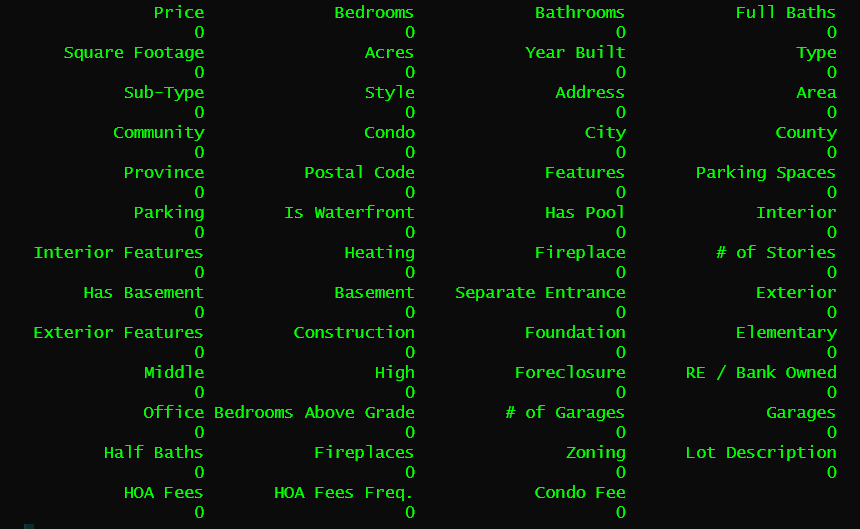 Price Bedrooms Bathrooms Full Baths
0 0 0 0
Square Footage Acres Year Built Type
0 0 0 0
Sub-Type Style Address Area
0 0 0 0
Community Condo City County
0 0 0 0
Province Postal Code Features Parking Spaces
0 0 0 0
Parking Is Waterfront Has Pool Interior
0 0 0 0
Interior Features Heating Fireplace # of Stories
0 0 0 0
Has Basement Basement Separate Entrance Exterior
0 0 0 0
Exterior Features Construction Foundation Elementary
0 0 0 0
Middle High Foreclosure RE / Bank Owned
0 0 0 0
Office Bedrooms Above Grade # of Garages Garages
0 0 0 0
Half Baths Fireplaces Zoning Lot Description
0 0 0 0
HOA Fees HOA Fees Freq. Condo Fee
0 0 0